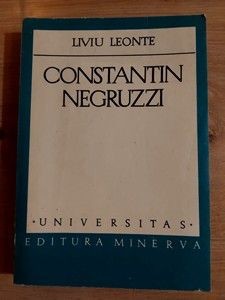 LIVIU LEONTE
CONSTANTIN
NEGRUZZI
·UNIVERSITAS·
EDITURA MINERVA